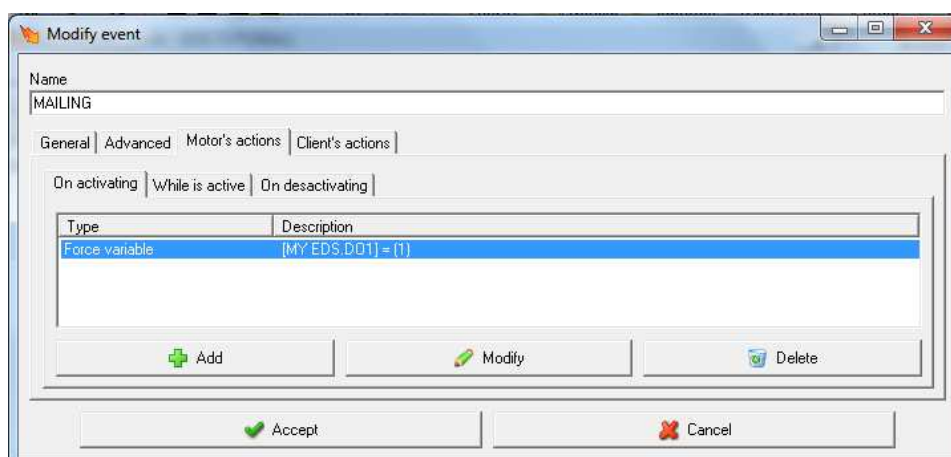 Modify event
Name
MAILING
General Advanced Motor's actions Client's actions
On activating While is active On desactivating
Type Description
Force variable [MY EDS.DO1] = {1}
Add Modify Delete
Accept Cancel